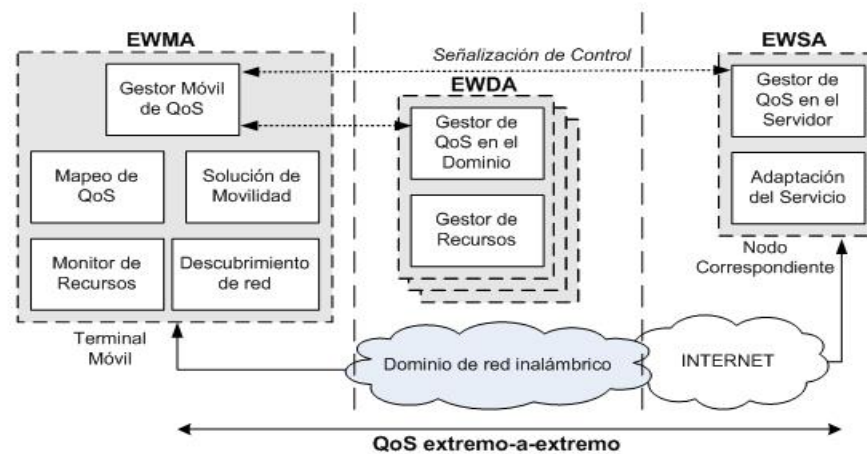 EWMA
Gestor Móvil
de QoS
Mapeo de
QoS
Solución de
Movilidad
Monitor de
Recursos
Descubrimiento
de red
Terminal
Móvil
Señalización de Control
EWDA
Gestor de
QoS en el
Dominio
Gestor de
Recursos
EWSA
Gestor de
QoS en el
Servidor
Adaptación
del Servicio
Nodo
Correspondiente
Dominio de red inalámbrico
INTERNET
QoS extremo-a-extremo